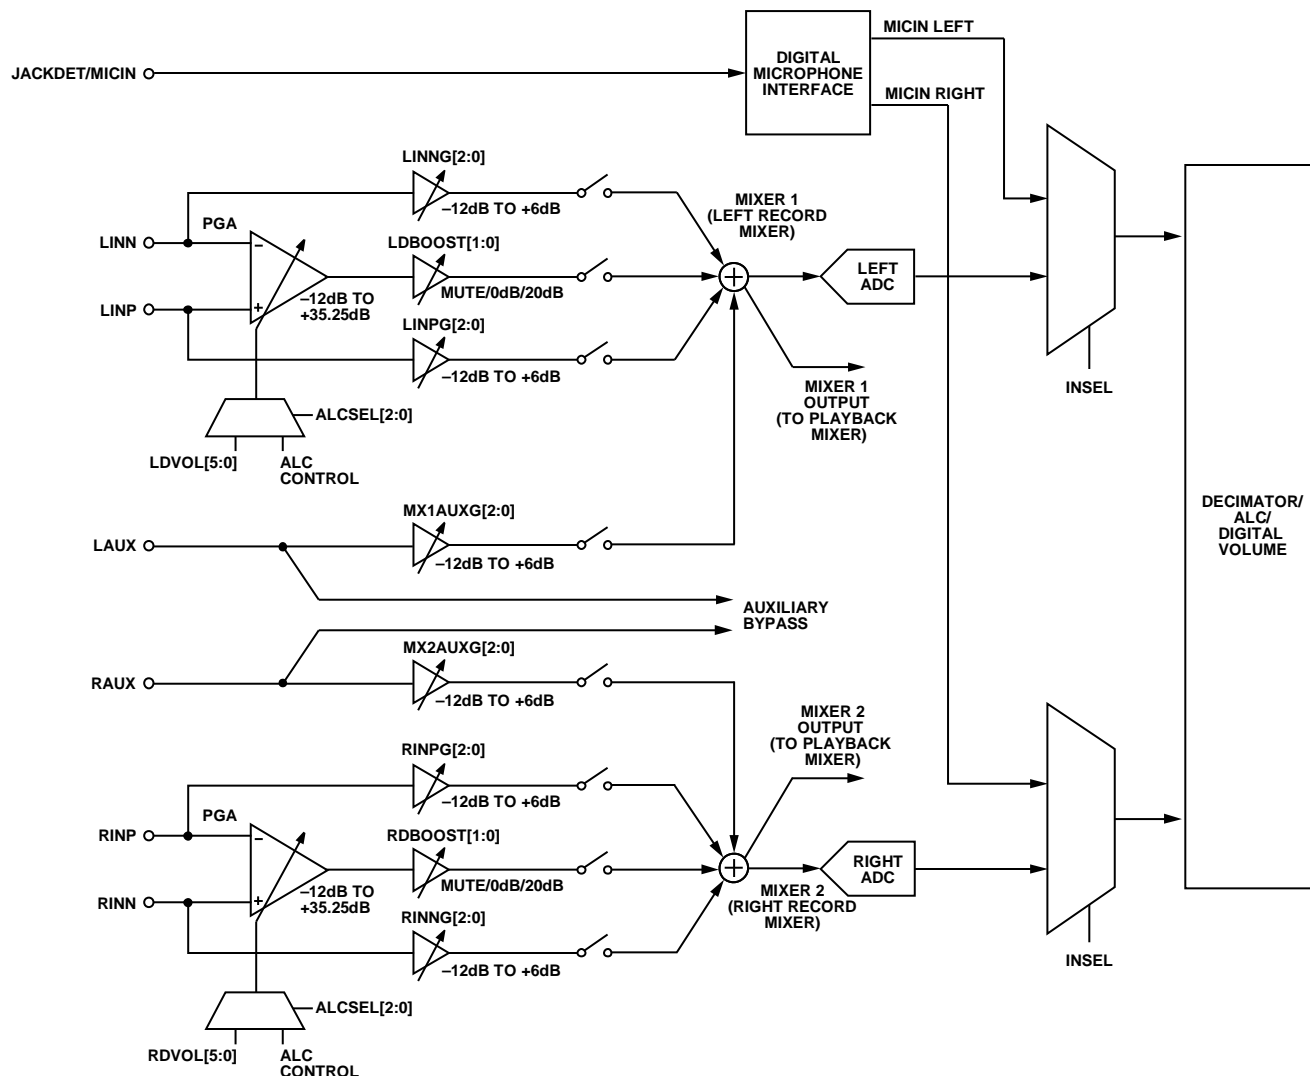 MICIN LEFT
JACKDET/MICIN
DIGITAL
MICROPHONE
INTERFACE
MICIN RIGHT
LINNG[2:0]
–12dB TO +6dB
MIXER 1
(LEFT RECORD
MIXER)
PGA
LINN
–
LDBOOST[1:0]
MUTE/0dB/20dB
LEFT
ADC
LINP
+
–12dB TO
+35.25dB
LINPG[2:0]
–12dB TO +6dB
MIXER 1
OUTPUT
(TO PLAYBACK
MIXER)
INSEL
ALCSEL[2:0]
LDVOL[5:0]
ALC
CONTROL
DECIMATOR/
ALC/
DIGITAL
VOLUME
MX1AUXG[2:0]
LAUX
–12dB TO +6dB
AUXILIARY
BYPASS
MX2AUXG[2:0]
RAUX
–12dB TO +6dB
MIXER 2
OUTPUT
(TO PLAYBACK
MIXER)
RINPG[2:0]
–12dB TO +6dB
PGA
RINP
–
RDBOOST[1:0]
MUTE/0dB/20dB
RIGHT
ADC
MIXER 2
(RIGHT RECORD
MIXER)
RINN
+
–12dB TO
+35.25dB
RINNG[2:0]
–12dB TO +6dB
INSEL
ALCSEL[2:0]
RDVOL[5:0]
ALC
CONTROL